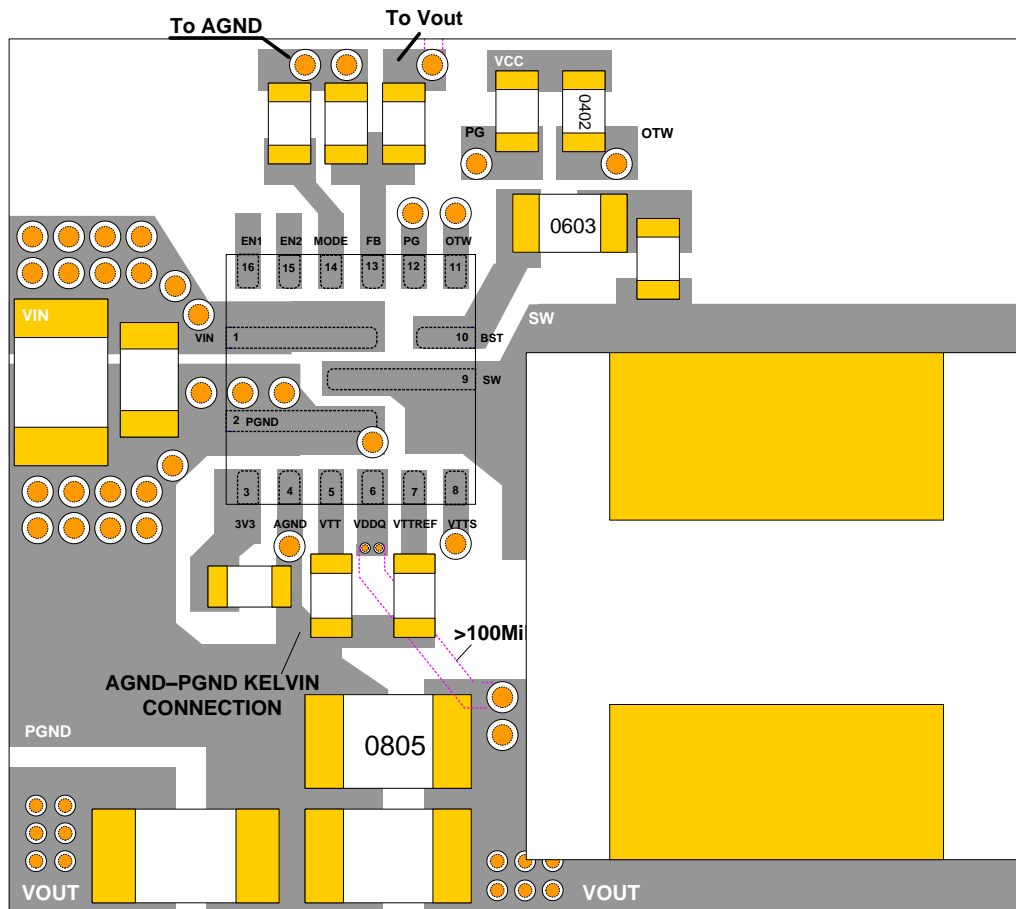 To AGND
To Vout
VCC
0402
PG
OTW
0603
EN1
EN2
MODE
FB
PG
OTW
16
15
14
13
12
11
VIN
SW
VIN
1
10
BST
9
SW
2
PGND
3
4
5
6
7
8
3V3
AGND
VTT
VDDQ
VTTREF
VTTS
>100Mil
AGND–PGND KELVIN
CONNECTION
PGND
0805
VOUT
VOUT